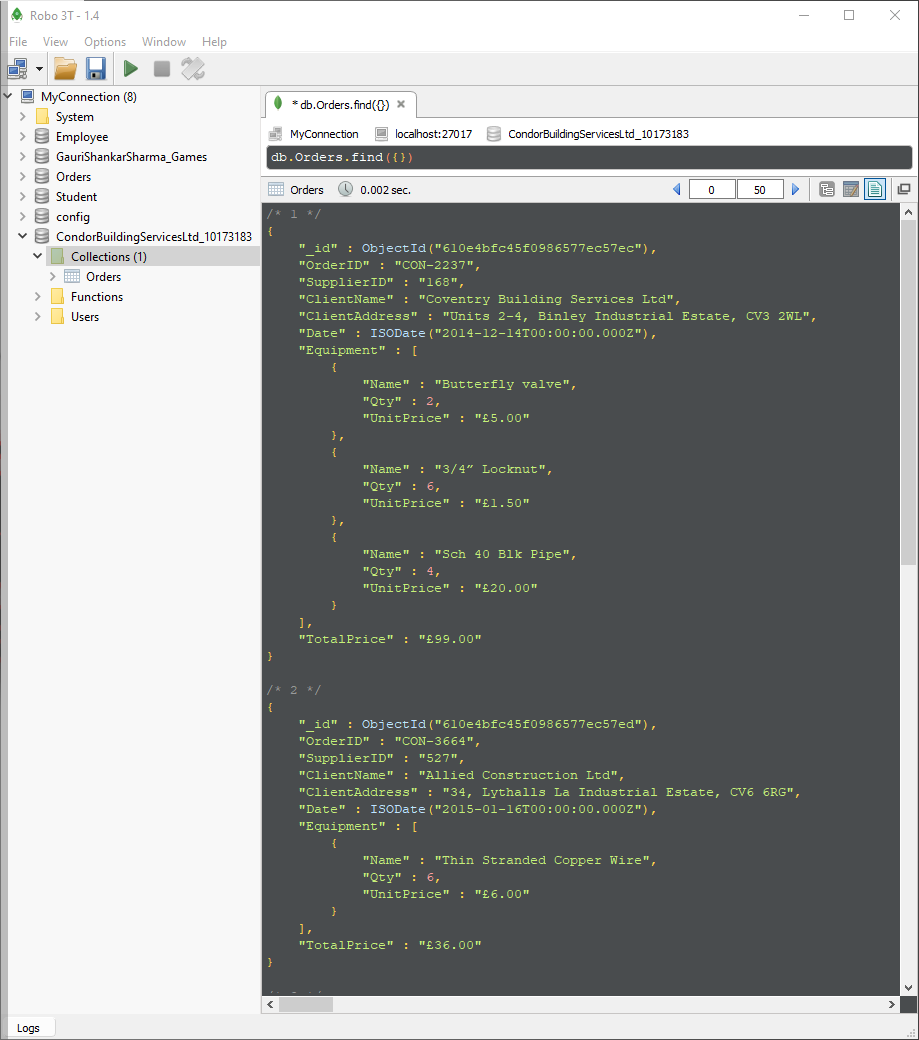 Robo 3T - 1.4
File View Options Window Help
MyConnection (8)
System
Employee
GauriShankarSharma_Games
Orders
Student
config
CondorBuildingServicesLtd_10173183
Collections (1)
Orders
Functions
Users
* db.Orders.find({})
MyConnection localhost:27017 CondorBuildingServicesLtd_10173183
db.Orders.find({})
Orders 0.002 sec. 0 50
/* 1 */
{
"_id" : ObjectId("610e4bfc45f0986577ec57ec"),
"OrderID" : "CON-2237",
"SupplierID" : "168",
"ClientName" : "Coventry Building Services Ltd",
"ClientAddress" : "Units 2-4, Binley Industrial Estate, CV3 2WL",
"Date" : ISODate("2014-12-14T00:00:00.000Z"),
"Equipment" : [
{
"Name" : "Butterfly valve",
"Qty" : 2,
"UnitPrice" : "£5.00"
},
{
"Name" : "3/4” Locknut",
"Qty" : 6,
"UnitPrice" : "£1.50"
},
{
"Name" : "Sch 40 Blk Pipe",
"Qty" : 4,
"UnitPrice" : "£20.00"
}
],
"TotalPrice" : "£99.00"
}
/* 2 */
{
"_id" : ObjectId("610e4bfc45f0986577ec57ed"),
"OrderID" : "CON-3664",
"SupplierID" : "527",
"ClientName" : "Allied Construction Ltd",
"ClientAddress" : "34, Lythalls La Industrial Estate, CV6 6RG",
"Date" : ISODate("2015-01-16T00:00:00.000Z"),
"Equipment" : [
{
"Name" : "Thin Stranded Copper Wire",
"Qty" : 6,
"UnitPrice" : "£6.00"
}
],
"TotalPrice" : "£36.00"
}
Logs